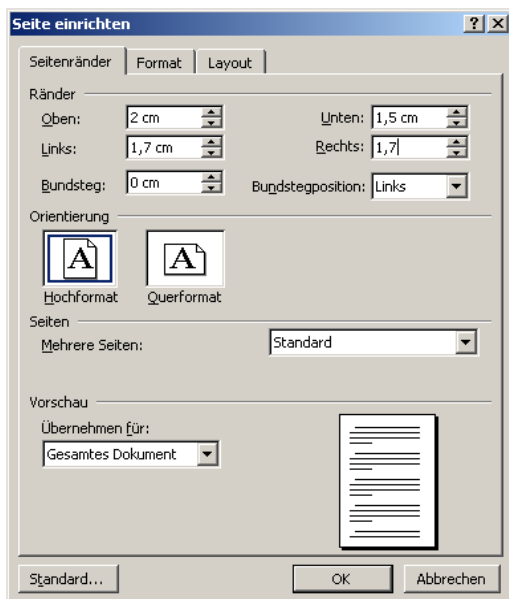 Seite einrichten
Seitenränder Format Layout
Ränder
Oben: 2 cm Unten: 1,5 cm
Links: 1,7 cm Rechts: 1,7
Bundsteg: 0 cm Bundstegposition: Links
Orientierung
A A
Hochformat Querformat
Seiten
Mehrere Seiten: Standard
Vorschau
Übernehmen für:
Gesamtes Dokument
Standard... OK Abbrechen